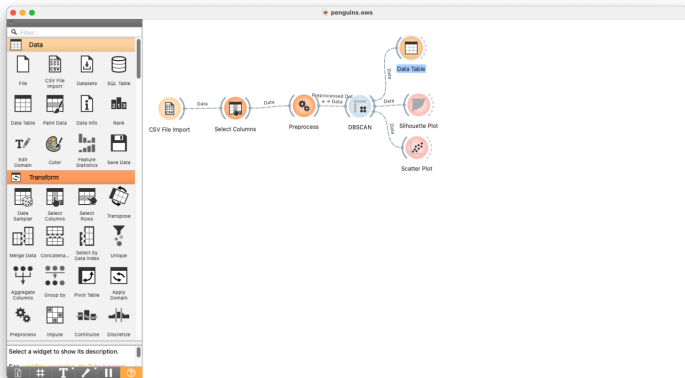 penguins.ows
Filter...
Data
File
CSV File Import
Datasets
SQL Table
Data Table
Paint Data
Data Info
Rank
Edit Domain
Color
Feature Statistics
Save Data
Transform
Data Sampler
Select Columns
Select Rows
Transpose
Merge Data
Concatena...
Select by Data Index
Unique
Aggregate Columns
Group by
Pivot Table
Apply Domain
Preprocess
Impute
Continuize
Discretize
Select a widget to show its description.
CSV File Import
Data
Select Columns
Data
Preprocess
Preprocessed Dat
a → Data
DBSCAN
Data
Data Table
Data
Silhouette Plot
Data
Scatter Plot